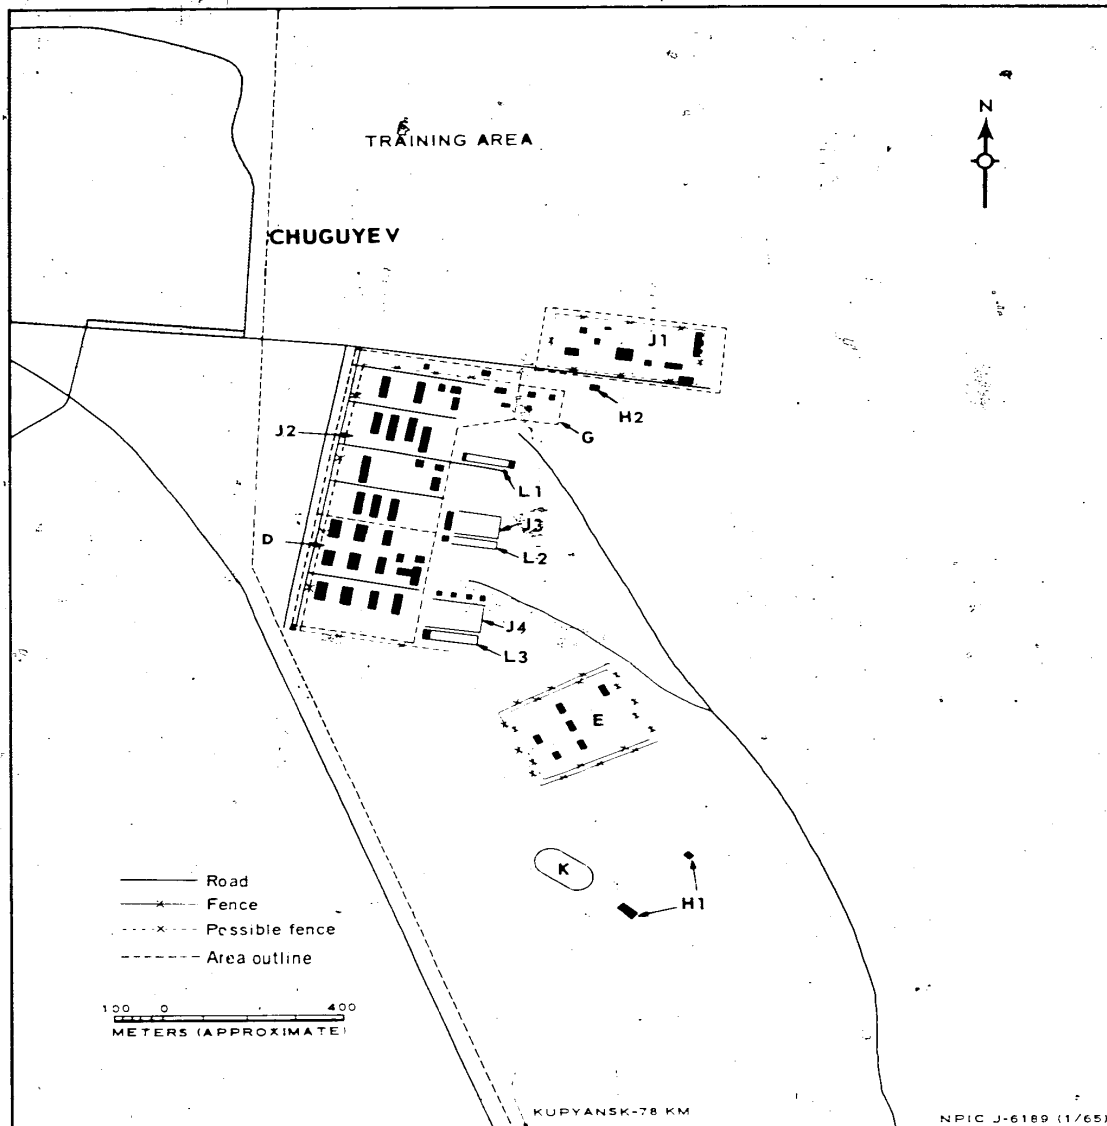 N
TRAINING AREA
CHUGUYEV
J1
H2
G
J2
L1
J3
D
L2
J4
L3
E
K
H1
Road
Fence
Possible fence
Area outline
100 0 400
METERS (APPROXIMATE)
KUPYANSK-78 KM
NPIC J-6189 (1/65)